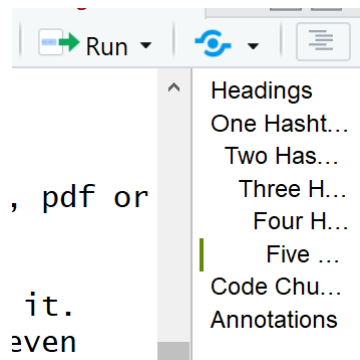 Run
, pdf or
it.
even
Headings
One Hasht...
Two Has...
Three H...
Four H...
Five ...
Code Chu...
Annotations